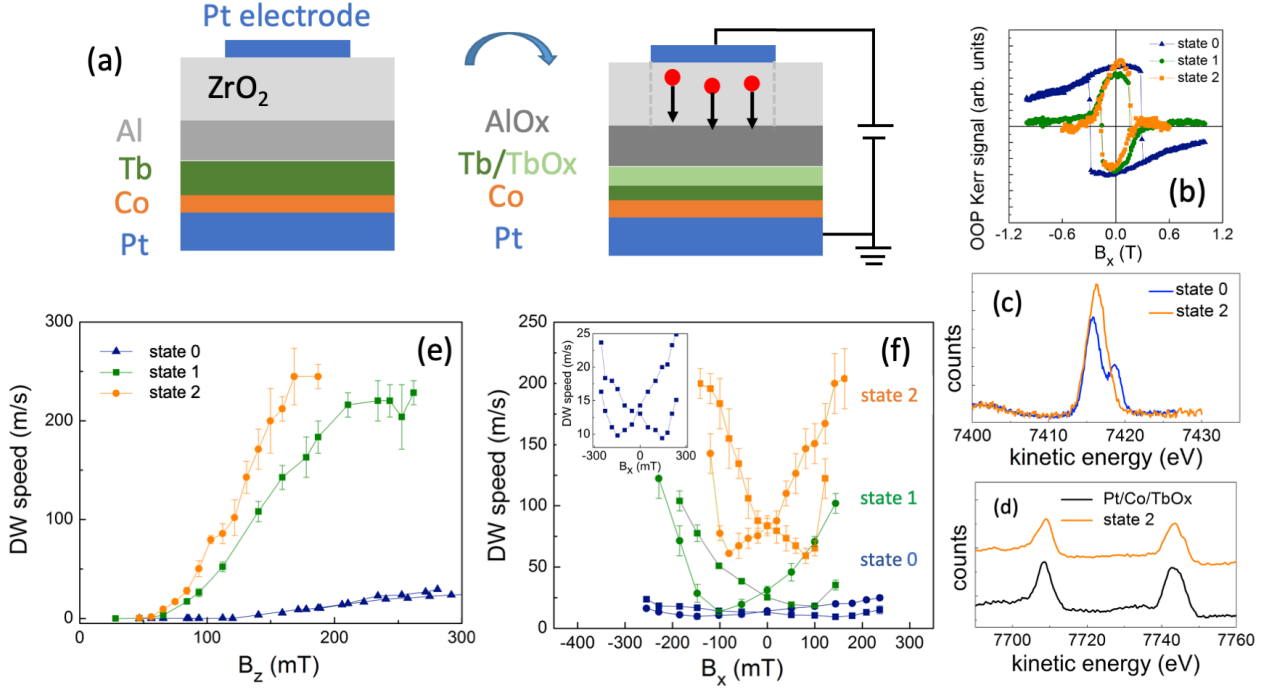 Pt electrode
(a)
ZrO2
Al
Tb
Co
Pt
AlOx
Tb/TbOx
Co
Pt
OOP Kerr signal (arb. units)
state 0
state 1
state 2
(b)
-1.2 -0.6 0.0 0.6 1.2
Bx (T)
(c)
state 0
state 2
counts
7400 7410 7420 7430
kinetic energy (eV)
(d)
Pt/Co/TbOx
state 2
counts
7700 7720 7740 7760
kinetic energy (eV)
(e)
state 0
state 1
state 2
DW speed (m/s)
300
200
100
0
0 100 200 300
Bz (mT)
(f)
DW speed (m/s)
250
200
150
100
50
0
-400 -300 -200 -100 0 100 200 300
Bx (mT)
state 2
state 1
state 0
DW speed (m/s)
25
20
15
10
-300 0 300
Bx (mT)